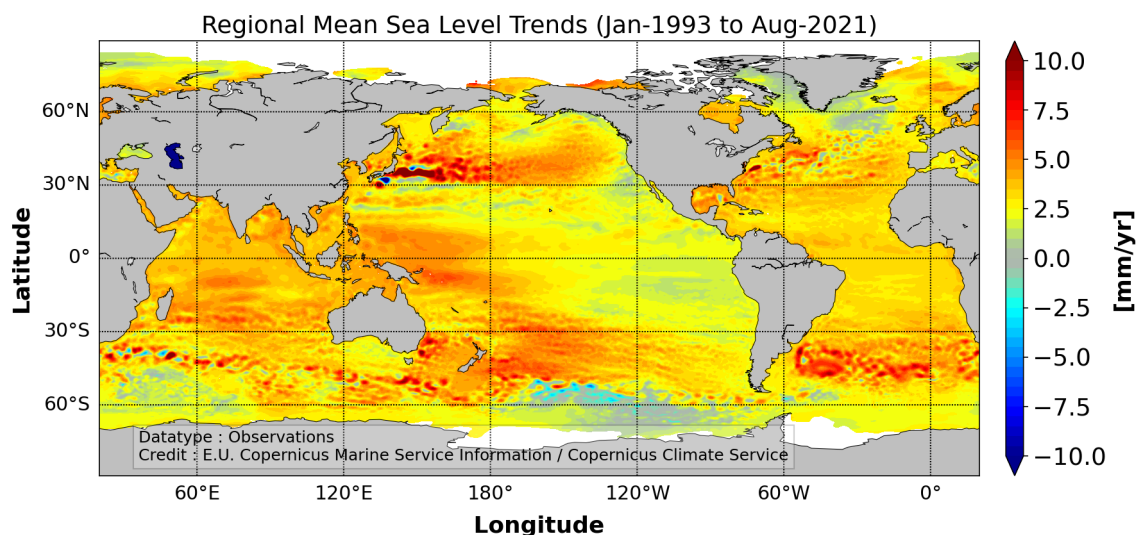 Regional Mean Sea Level Trends (Jan-1993 to Aug-2021)
60°N
30°N
0°
30°S
60°S
Latitude
Datatype : Observations
Credit : E.U. Copernicus Marine Service Information / Copernicus Climate Service
60°E
120°E
180°
120°W
60°W
0°
Longitude
10.0
7.5
5.0
2.5
0.0
−2.5
−5.0
−7.5
−10.0
[mm/yr]